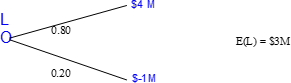 $4 M
L
O
0.80
E(L) = $3M
0.20
$-1M